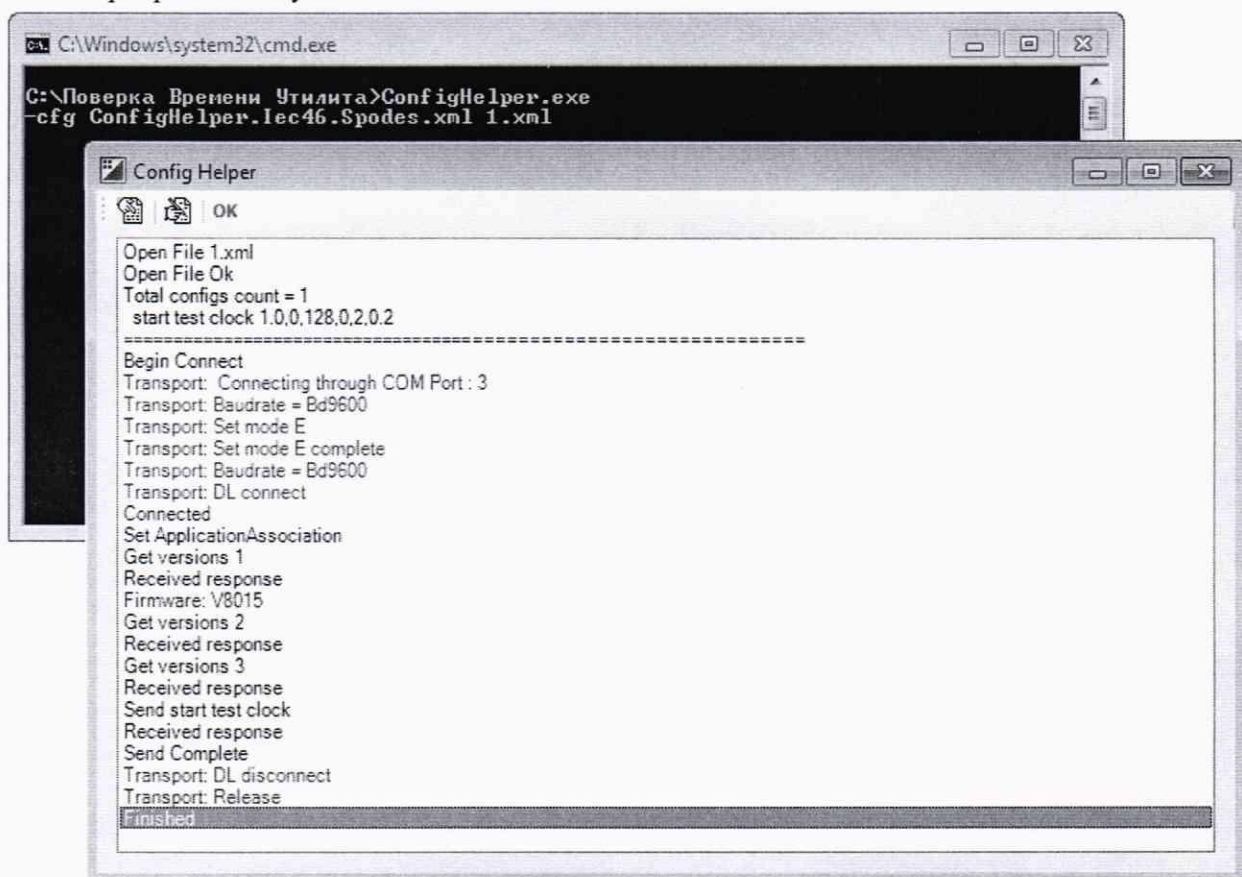 C:\Windows\system32\cmd.exe
C:\Поверка Времени Утилита>ConfigHelper.exe
-cfg ConfigHelper.Iec46.Spodes.xml 1.xml
Config Helper
OK
Open File 1.xml
Open File Ok
Total configs count = 1
start test clock 1.0,0,128,0,2,0.2
====================================================================
Begin Connect
Transport:  Connecting through COM Port : 3
Transport: Baudrate = Bd9600
Transport: Set mode E
Transport: Set mode E complete
Transport: Baudrate = Bd9600
Transport: DL connect
Connected
Set ApplicationAssociation
Get versions 1
Received response
Firmware: V8015
Get versions 2
Received response
Get versions 3
Received response
Send start test clock
Received response
Send Complete
Transport: DL disconnect
Transport: Release
Finished